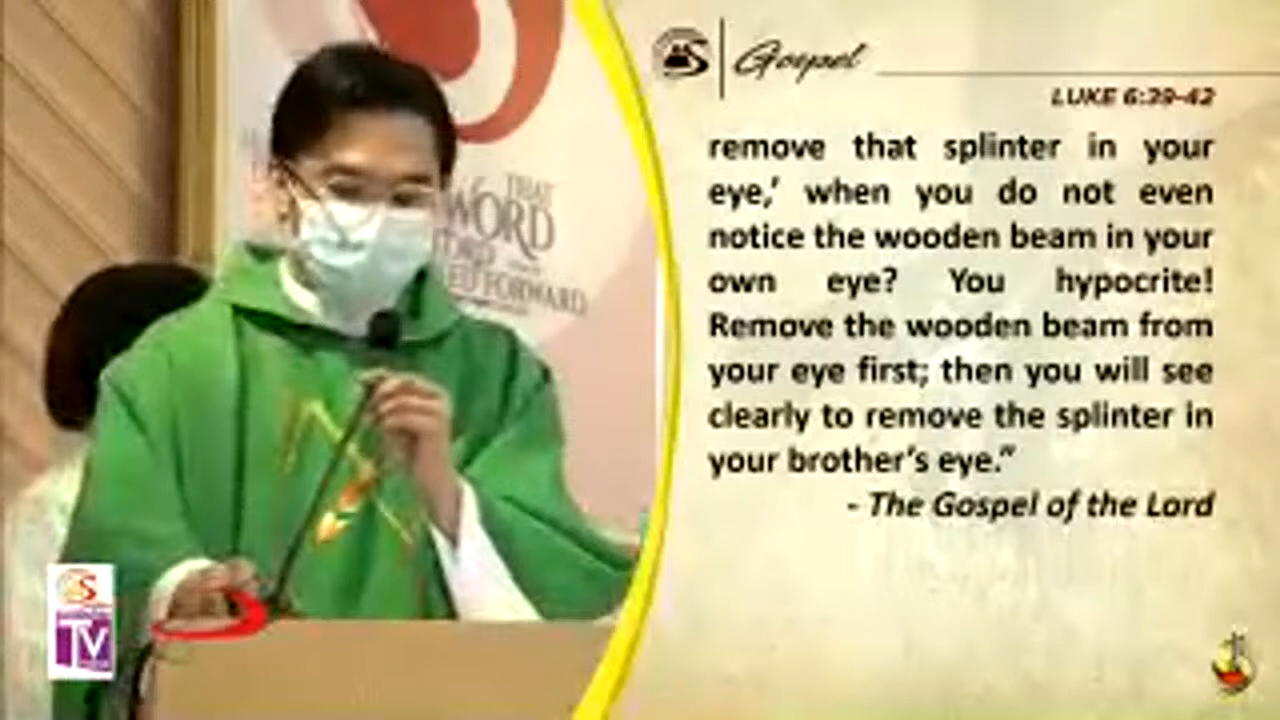 Gospel
LUKE 6:39-42
remove that splinter in your
eye,’ when you do not even
notice the wooden beam in your
own eye? You hypocrite!
Remove the wooden beam from
your eye first; then you will see
clearly to remove the splinter in
your brother’s eye.”
- The Gospel of the Lord
THAT
WORD
FORWARD
TV